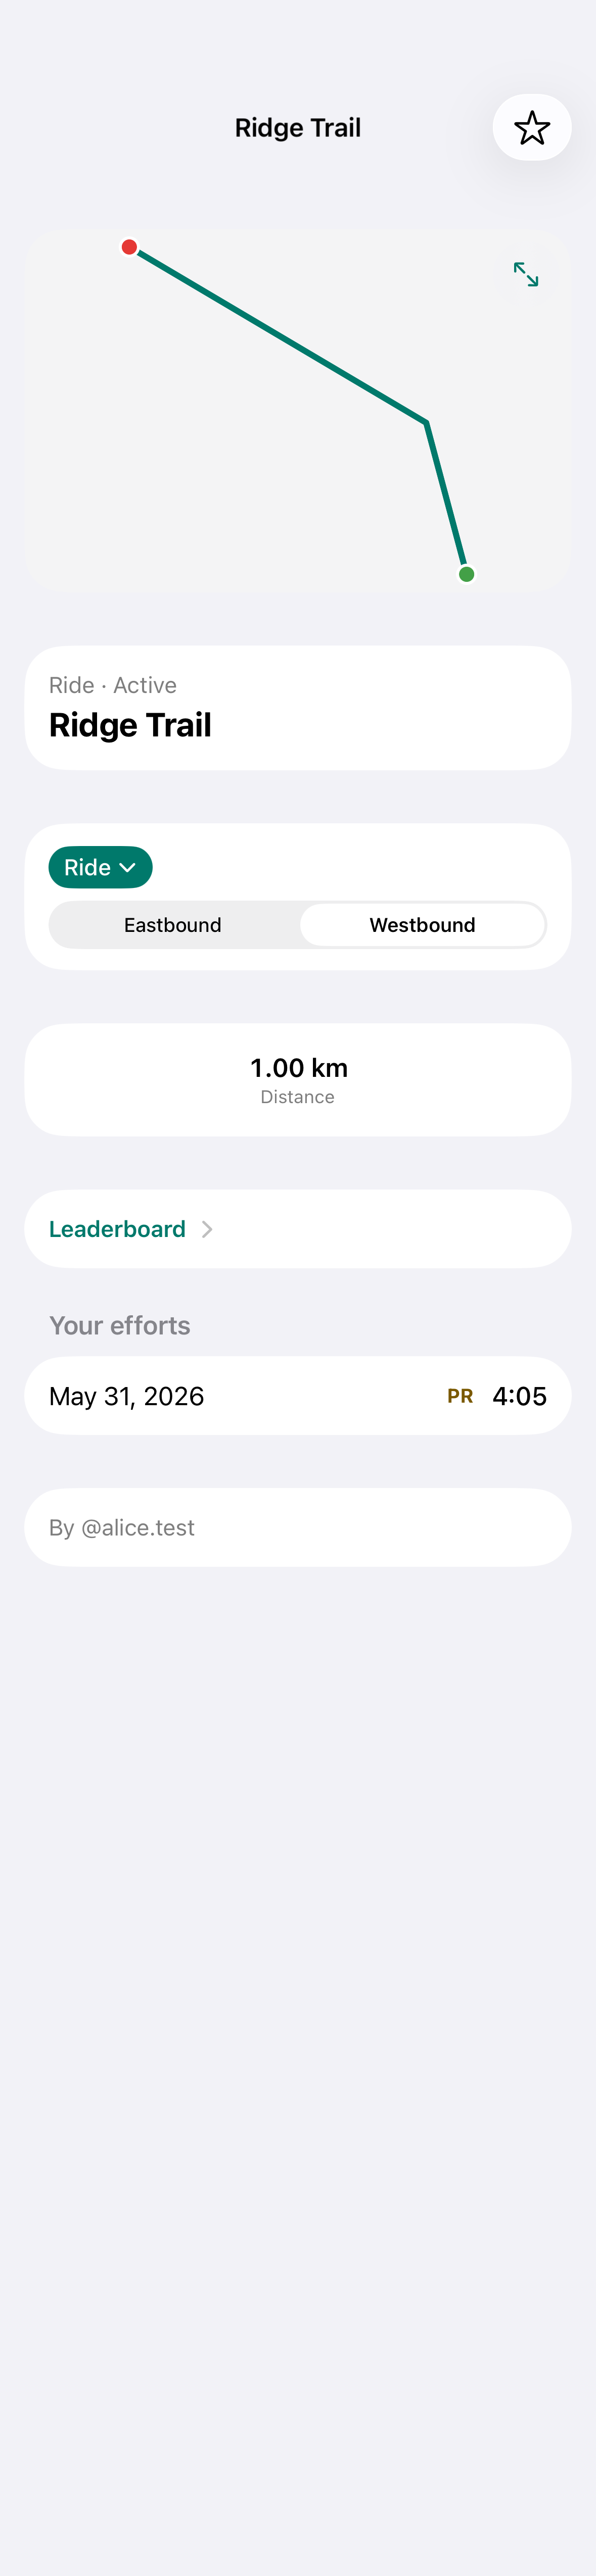 Ridge Trail
Ride · Active
Ridge Trail
Ride
Eastbound Westbound
1.00 km
Distance
Leaderboard
Your efforts
May 31, 2026 PR 4:05
By @alice.test